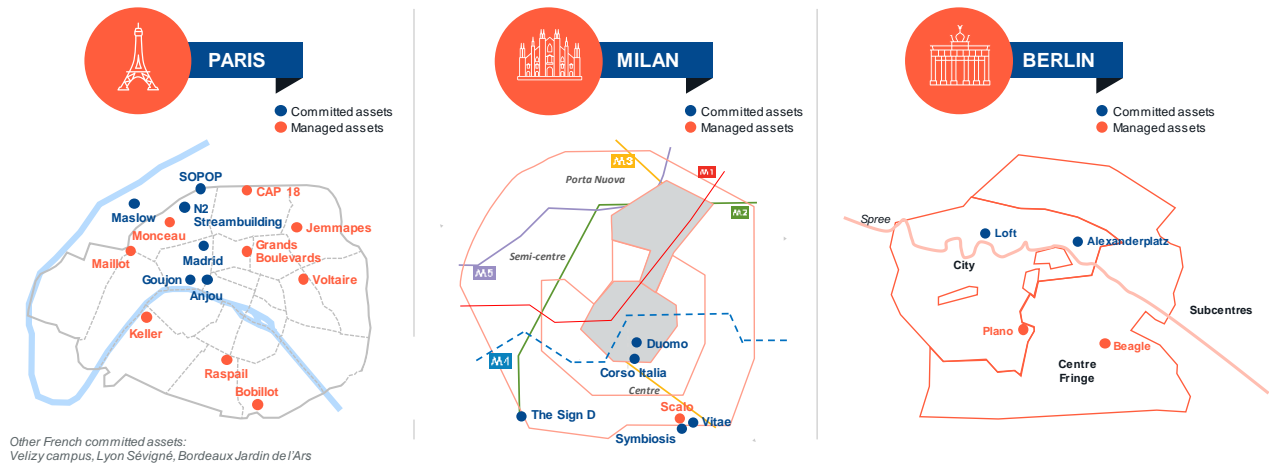 PARIS
Committed assets
Managed assets
SOPOP
CAP 18
Maslow
N2
Streambuilding
Monceau
Jemmapes
Madrid
Grands
Boulevards
Maillot
Goujon
Anjou
Voltaire
Keller
Raspail
Bobillot
Other French committed assets:
Velizy campus, Lyon Sévigné, Bordeaux Jardin de l'Ars
MILAN
Committed assets
Managed assets
M3
M1
Porta Nuova
M2
Semi-centre
M5
Duomo
M4
Corso Italia
Centre
Scalo
The Sign D
Vitae
Symbiosis
BERLIN
Committed assets
Managed assets
Spree
Loft
Alexanderplatz
City
Subcentres
Plano
Beagle
Centre
Fringe